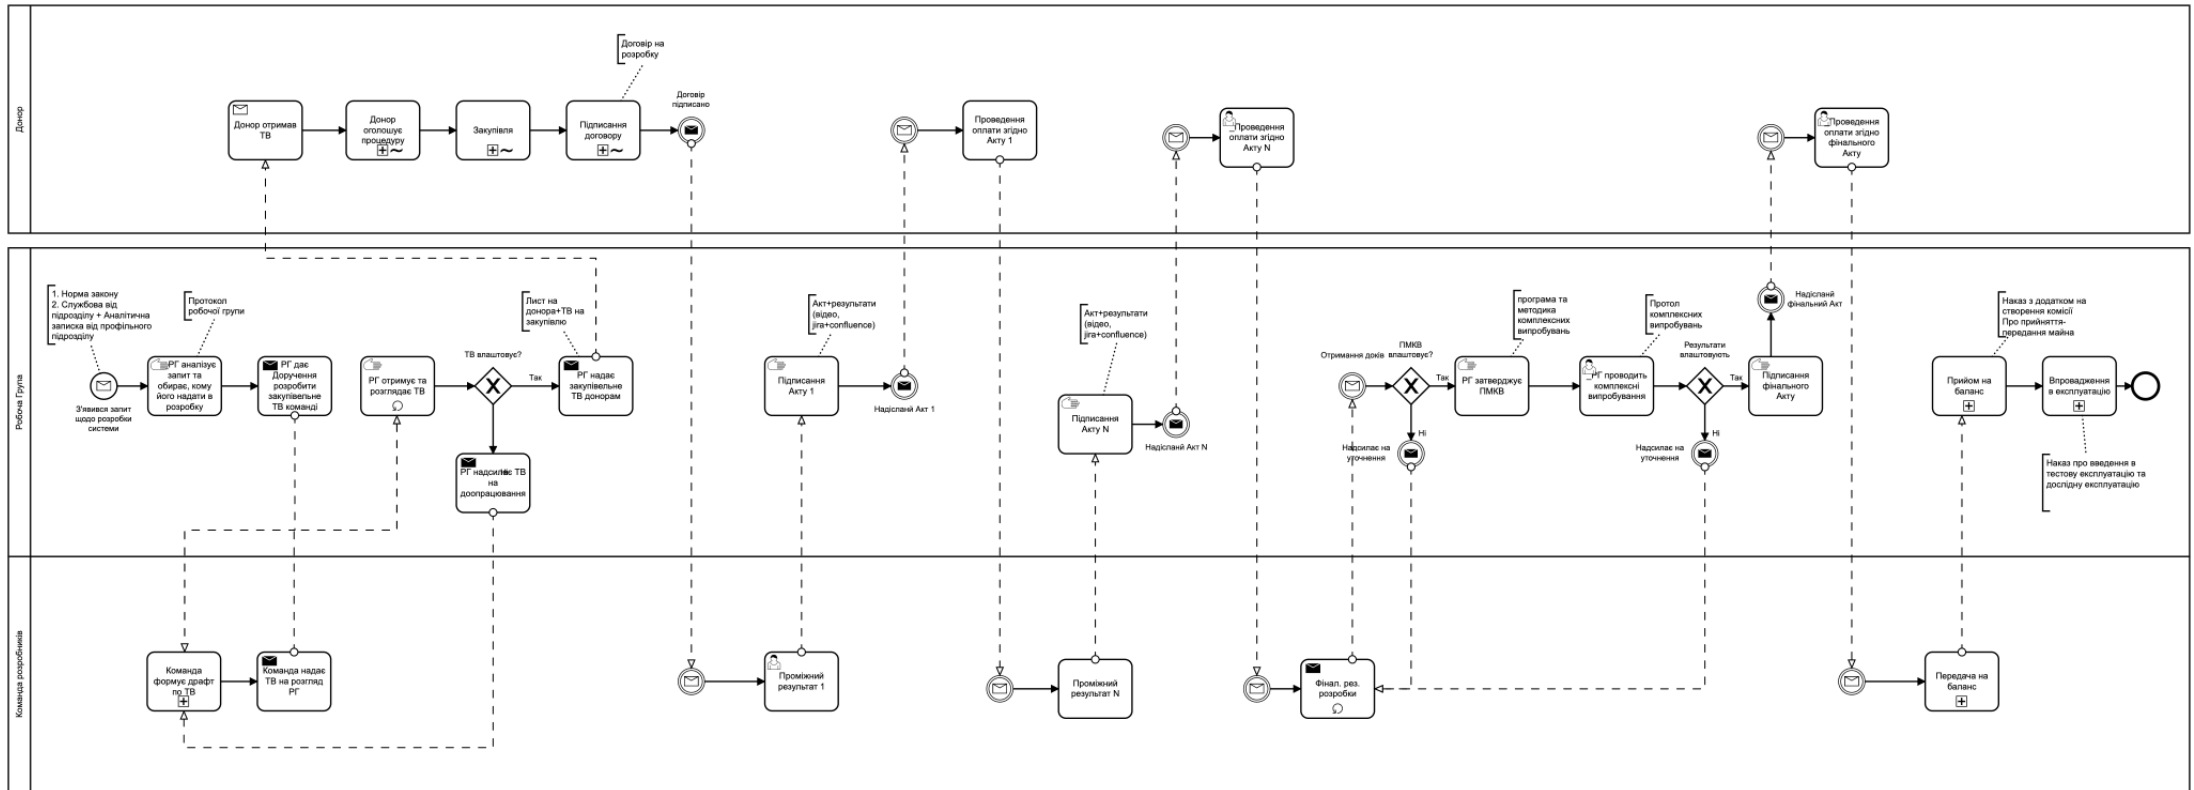 Донор
Договір на
розробку
Донор отримав
ТВ
Донор
оголошує
процедуру
Закупівля
Підписання
договору
Договір
підписано
Проведення
оплати згідно
Акту 1
Проведення
оплати згідно
Акту N
Проведення
оплати згідно
фінального
Акту
Робоча Група
1. Норма закону
2. Службова від
підрозділу + Аналітична
записка від профільного
підрозділу
Протокол
робочої групи
З'явився запит
щодо розробки
системи
РГ аналізує
запит та
обирає, кому
його надати в
розробку
РГ дає
Доручення
розробити
закупівельне
ТВ команді
РГ отримує та
розглядає ТВ
ТВ влаштовує?
Так
Ні
РГ надсилає ТВ
на
доопрацювання
Лист на
донора+ТВ на
закупівлю
РГ надає
закупівельне
ТВ донорам
Акт+результати
(відео,
jira+confluence)
Підписання
Акту 1
Надісланй Акт 1
Акт+результати
(відео,
jira+confluence)
Підписання
Акту N
Надісланй Акт N
Отримання доків
ПМКВ
влаштовує?
Так
Ні
Надсилає на
уточнення
програма та
методика
комплексних
випробувань
РГ затверджує
ПМКВ
Протол
комплексних
випробувань
РГ проводить
комплексні
випробування
Результати
влаштовують
Так
Ні
Надсилає на
уточнення
Підписання
фінального
Акту
Надісланй
фінальний Акт
Наказ з додатком на
створення комісії
Про прийняття-
передання майна
Прийом на
баланс
Впровадження
в експлуатацію
Наказ про введення в
тестову експлуатацію та
дослідну експлуатацію
Команда розробників
Команда
формує драфт
по ТВ
Команда надає
ТВ на розгляд
РГ
Проміжний
результат 1
Проміжний
результат N
Фінал. рез.
розробки
Передача на
баланс